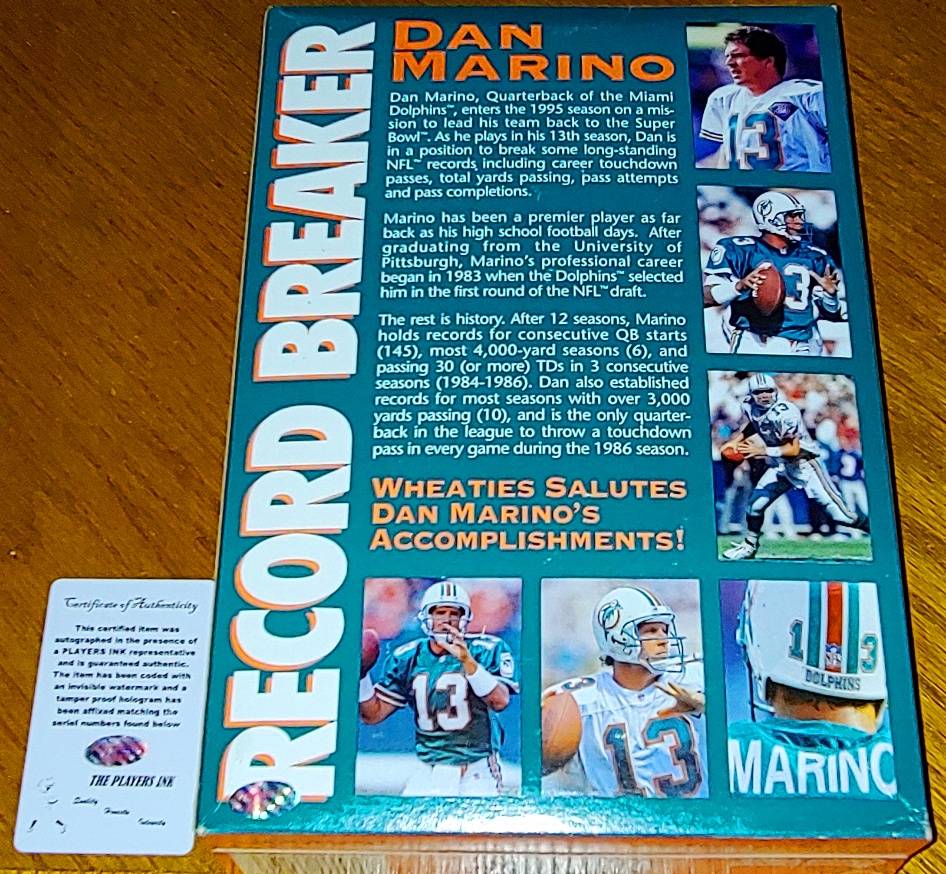 RECORD BREAKER
DAN
MARINO
Dan Marino, Quarterback of the Miami
Dolphins™, enters the 1995 season on a mis-
sion to lead his team back to the Super
Bowl™. As he plays in his 13th season, Dan is
in a position to break some long-standing
NFL™ records, including career touchdown
passes, total yards passing, pass attempts
and pass completions.
Marino has been a premier player as far
back as his high school football days. After
graduating from the University of
Pittsburgh, Marino's professional career
began in 1983 when the Dolphins™ selected
him in the first round of the NFL™ draft.
The rest is history. After 12 seasons, Marino
holds records for consecutive QB starts
(145), most 4,000-yard seasons (6), and
passing 30 (or more) TDs in 3 consecutive
seasons (1984-1986). Dan also established
records for most seasons with over 3,000
yards passing (10), and is the only quarter-
back in the league to throw a touchdown
pass in every game during the 1986 season.
WHEATIES SALUTES
DAN MARINO'S
ACCOMPLISHMENTS!
13
13
13
13
13
1 3
DOLPHINS
MARINO
Certificate of Authenticity
This certified item was
autographed in the presence of
a PLAYERS INK representative
and is guaranteed authentic.
The item has been coded with
an invisible watermark and a
tamper proof hologram has
been affixed matching the
serial numbers found below
THE PLAYERS INK
Quality
Honesty
Integrity